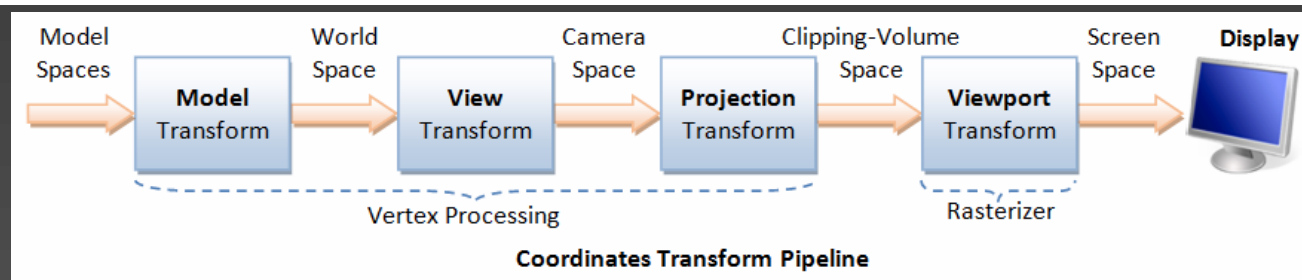 Model
Spaces
World
Space
Camera
Space
Clipping-Volume
Space
Screen
Space
Display
Model
Transform
View
Transform
Projection
Transform
Viewport
Transform
Vertex Processing
Rasterizer
Coordinates Transform Pipeline